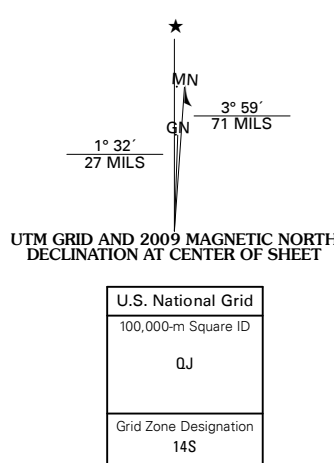 ★
MN
3° 59´
71 MILS
GN
1° 32´
27 MILS
UTM GRID AND 2009 MAGNETIC NORTH
DECLINATION AT CENTER OF SHEET
U.S. National Grid
100,000-m Square ID
QJ
Grid Zone Designation
14S